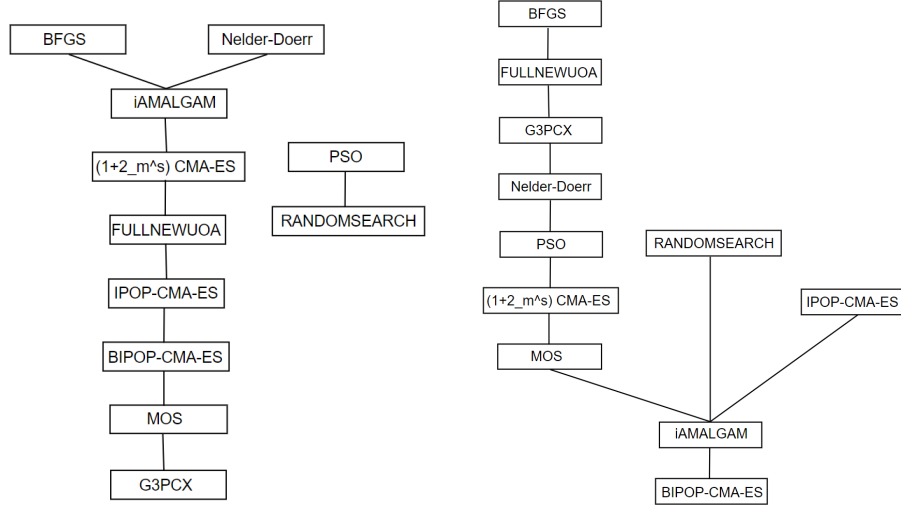 BFGS
Nelder-Doerr
iAMALGAM
(1+2_m^s) CMA-ES
PSO
RANDOMSEARCH
FULLNEWUOA
IPOP-CMA-ES
BIPOP-CMA-ES
MOS
G3PCX
BFGS
FULLNEWUOA
G3PCX
Nelder-Doerr
PSO
RANDOMSEARCH
(1+2_m^s) CMA-ES
IPOP-CMA-ES
MOS
iAMALGAM
BIPOP-CMA-ES